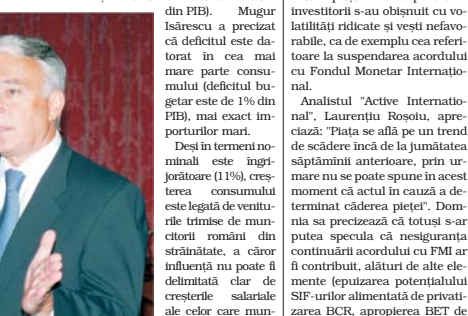 din PIB). Mugur
Isărescu a precizat
că deficitul este da-
torat în cea mai
mare parte consu-
mului (deficitul bu-
getar este de 1% din
PIB), mai exact im-
porturilor mari.
Deși în termeni no-
minali este îngri-
jorătoare (11%), creș-
terea consumului
este legată de venitu-
rile trimise de mun-
citorii români din
străinătate, a căror
influență nu poate fi
delimitată clar de
creșterile salariale
ale celor care mun-
investitorii s-au obișnuit cu vo-
latilități ridicate și vești nefavo-
rabile, ca de exemplu cea referi-
toare la suspendarea acordului
cu Fondul Monetar Internațio-
nal.
Analistul "Active Internatio-
nal", Laurențiu Roșoiu, apre-
ciază: "Piața se află pe un trend
de scădere încă de la jumătatea
săptămînii anterioare, prin ur-
mare nu se poate spune în acest
moment că actul în cauză a de-
terminat căderea pieței". Dom-
nia sa precizează că totuși s-ar
putea specula că nesiguranța
continuării acordului cu FMI ar
fi contribuit, alături de alte ele-
mente (epuizarea potențialului
SIF-urilor alimentată de privati-
zarea BCR, apropierea BET de